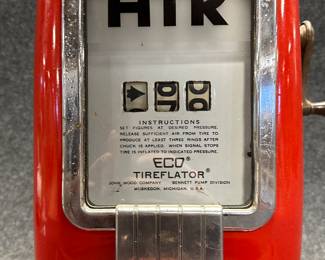 AIR
INSTRUCTIONS
SET FIGURES AT DESIRED PRESSURE.
RELEASE SUFFICIENT AIR FROM TIRE TO
PRODUCE AT LEAST THREE RINGS AFTER
CHUCK IS APPLIED. WHEN SIGNAL STOPS
TIRE IS INFLATED TO INDICATED PRESSURE.
ECO®
TIREFLATOR®
JOHN WOOD COMPANY BENNETT PUMP DIVISION
MUSKEGON, MICHIGAN, U.S.A.